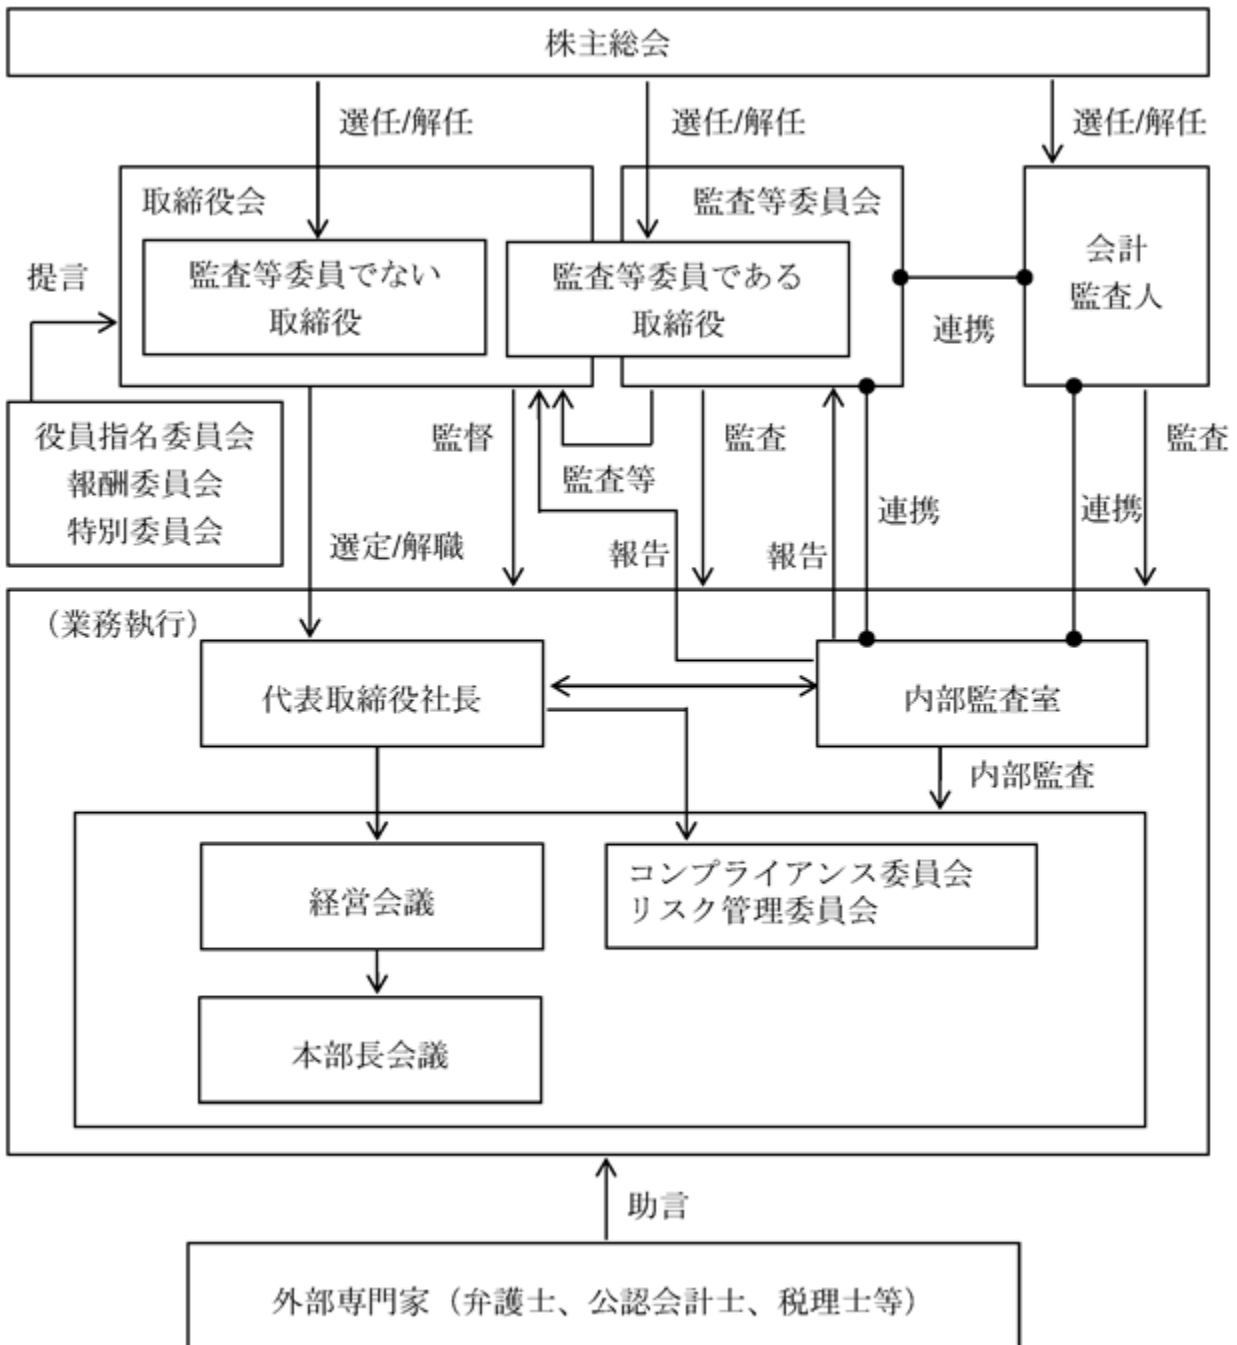 株主総会
選任/解任
選任/解任
選任/解任
取締役会
監査等委員会
監査等委員でない
取締役
監査等委員である
取締役
会計
監査人
提言
連携
役員指名委員会
報酬委員会
特別委員会
監督
監査
監査
監査等
連携
連携
選定/解職
報告
報告
（業務執行）
代表取締役社長
内部監査室
内部監査
経営会議
コンプライアンス委員会
リスク管理委員会
本部長会議
助言
外部専門家（弁護士、公認会計士、税理士等）